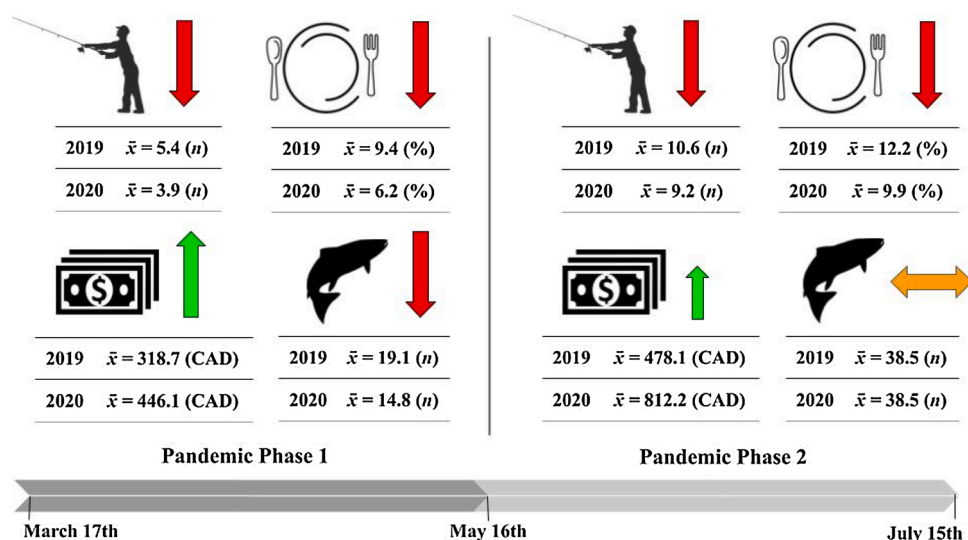 2019 x̄ = 5.4 (n)
2020 x̄ = 3.9 (n)
2019 x̄ = 9.4 (%)
2020 x̄ = 6.2 (%)
$
2019 x̄ = 318.7 (CAD)
2020 x̄ = 446.1 (CAD)
2019 x̄ = 19.1 (n)
2020 x̄ = 14.8 (n)
2019 x̄ = 10.6 (n)
2020 x̄ = 9.2 (n)
2019 x̄ = 12.2 (%)
2020 x̄ = 9.9 (%)
$
2019 x̄ = 478.1 (CAD)
2020 x̄ = 812.2 (CAD)
2019 x̄ = 38.5 (n)
2020 x̄ = 38.5 (n)
Pandemic Phase 1
Pandemic Phase 2
March 17th
May 16th
July 15th